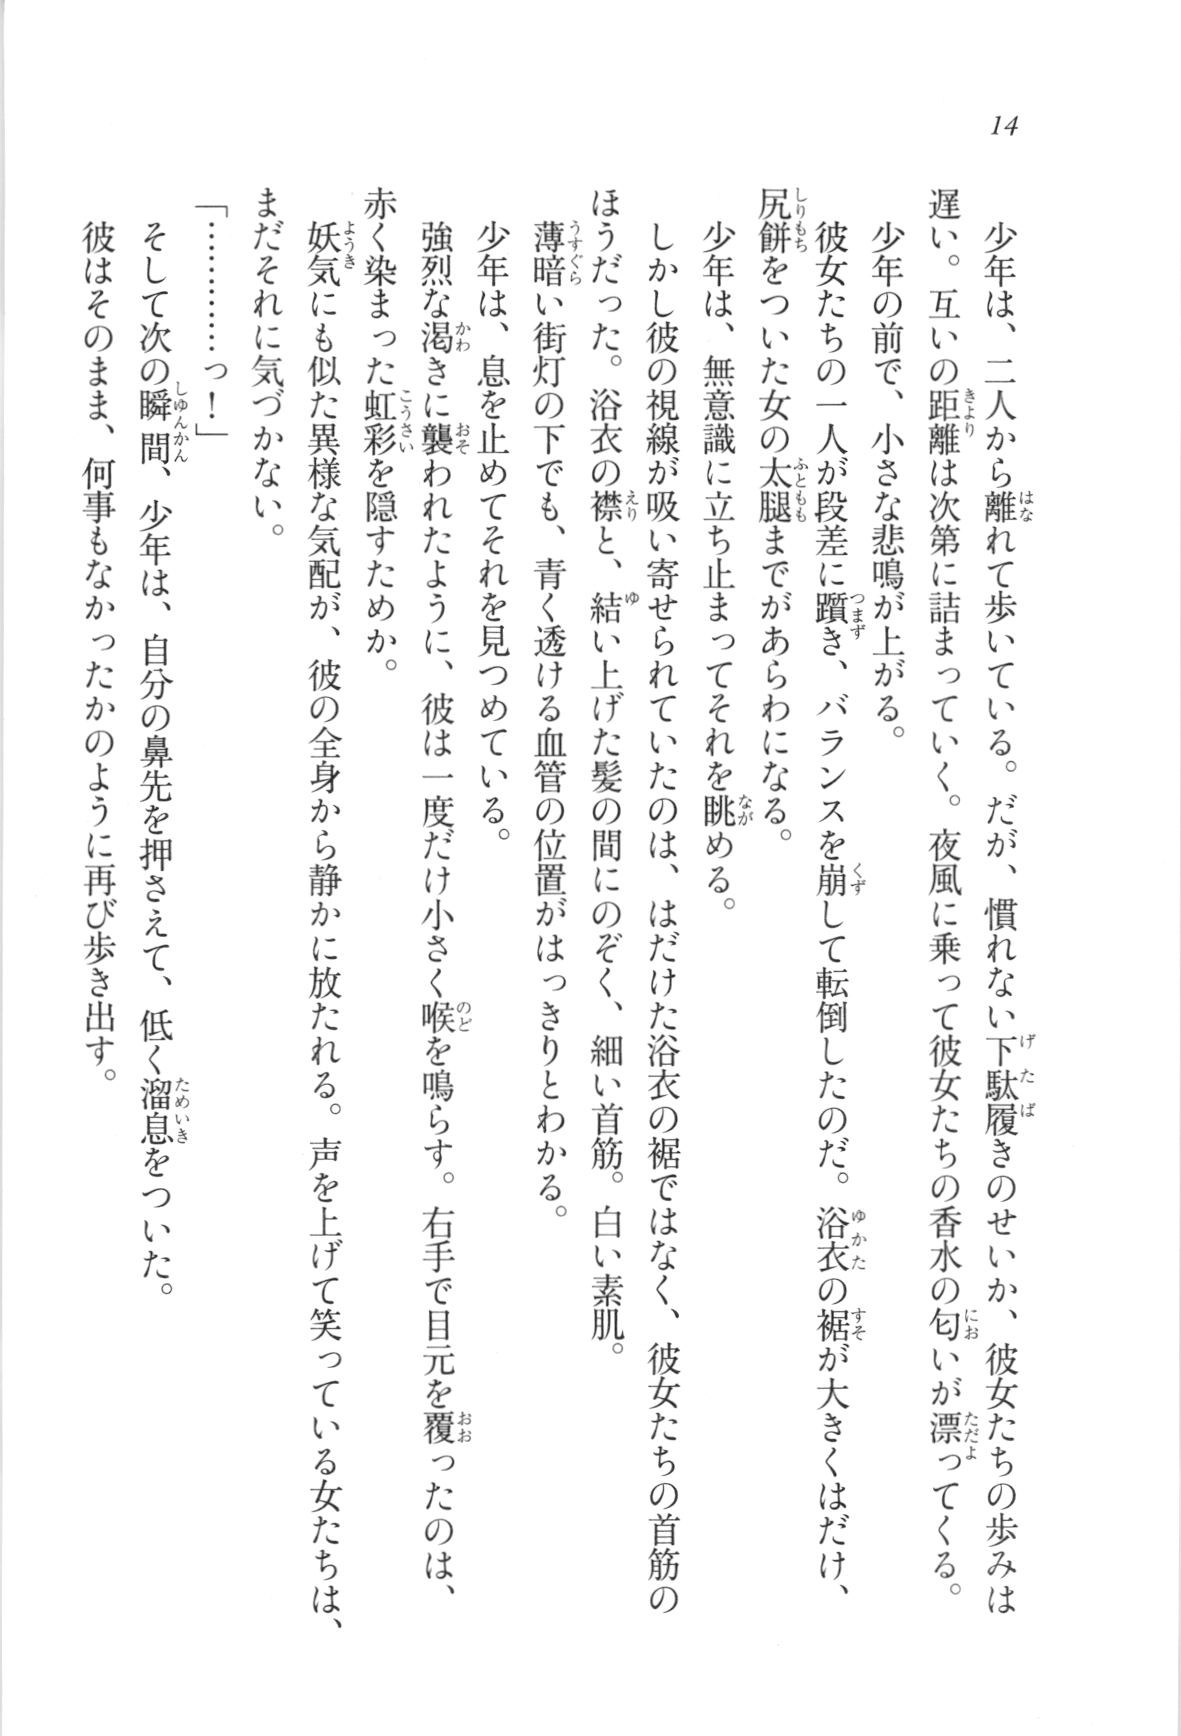 14
少年は、二人から離れて歩いている。だが、慣れない下駄履きのせいか、彼女たちの歩みは
遅い。互いの距離は次第に詰まっていく。夜風に乗って彼女たちの香水の匂いが漂ってくる。
少年の前で、小さな悲鳴が上がる。
彼女たちの一人が段差に躓き、バランスを崩して転倒したのだ。浴衣の裾が大きくはだけ、
尻餅をついた女の太腿までがあらわになる。
少年は、無意識に立ち止まってそれを眺める。
しかし彼の視線が吸い寄せられていたのは、はだけた浴衣の裾ではなく、彼女たちの首筋の
ほうだった。浴衣の襟と、結い上げた髪の間にのぞく、細い首筋。白い素肌。
薄暗い街灯の下でも、青く透ける血管の位置がはっきりとわかる。
少年は、息を止めてそれを見つめている。
強烈な渇きに襲われたように、彼は一度だけ小さく喉を鳴らす。右手で目元を覆ったのは、
赤く染まった虹彩を隠すためか。
妖気にも似た異様な気配が、彼の全身から静かに放たれる。声を上げて笑っている女たちは、
まだそれに気づかない。
「…………っ！」
そして次の瞬間、少年は、自分の鼻先を押さえて、低く溜息をついた。
彼はそのまま、何事もなかったかのように再び歩き出す。